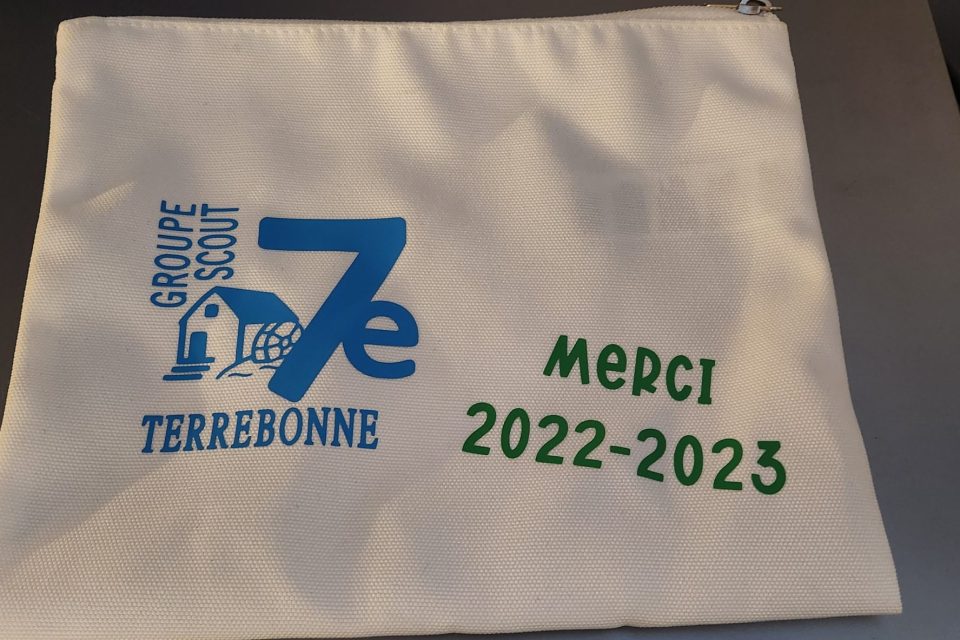 GROUPE
SCOUT
7e
TERREBONNE
MERCI
2022-2023